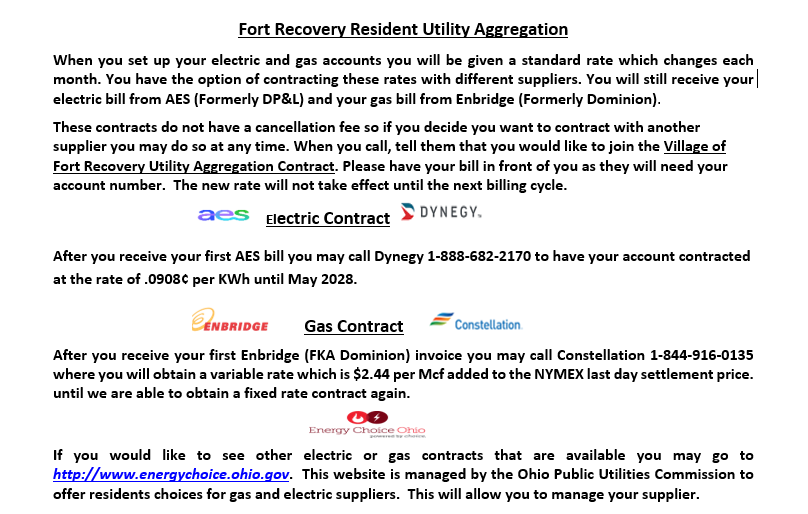 Fort Recovery Resident Utility Aggregation
When you set up your electric and gas accounts you will be given a standard rate which changes each
month. You have the option of contracting these rates with different suppliers. You will still receive your
electric bill from AES (Formerly DP&L) and your gas bill from Enbridge (Formerly Dominion).
These contracts do not have a cancellation fee so if you decide you want to contract with another
supplier you may do so at any time. When you call, tell them that you would like to join the Village of
Fort Recovery Utility Aggregation Contract. Please have your bill in front of you as they will need your
account number. The new rate will not take effect until the next billing cycle.
aes Electric Contract DYNEGY
After you receive your first AES bill you may call Dynegy 1-888-682-2170 to have your account contracted
at the rate of .0908¢ per KWh until May 2028.
ENBRIDGE Gas Contract Constellation
After you receive your first Enbridge (FKA Dominion) invoice you may call Constellation 1-844-916-0135
where you will obtain a variable rate which is $2.44 per Mcf added to the NYMEX last day settlement price.
until we are able to obtain a fixed rate contract again.
Energy Choice Ohio
powered by choice.
If you would like to see other electric or gas contracts that are available you may go to
http://www.energychoice.ohio.gov. This website is managed by the Ohio Public Utilities Commission to
offer residents choices for gas and electric suppliers. This will allow you to manage your supplier.